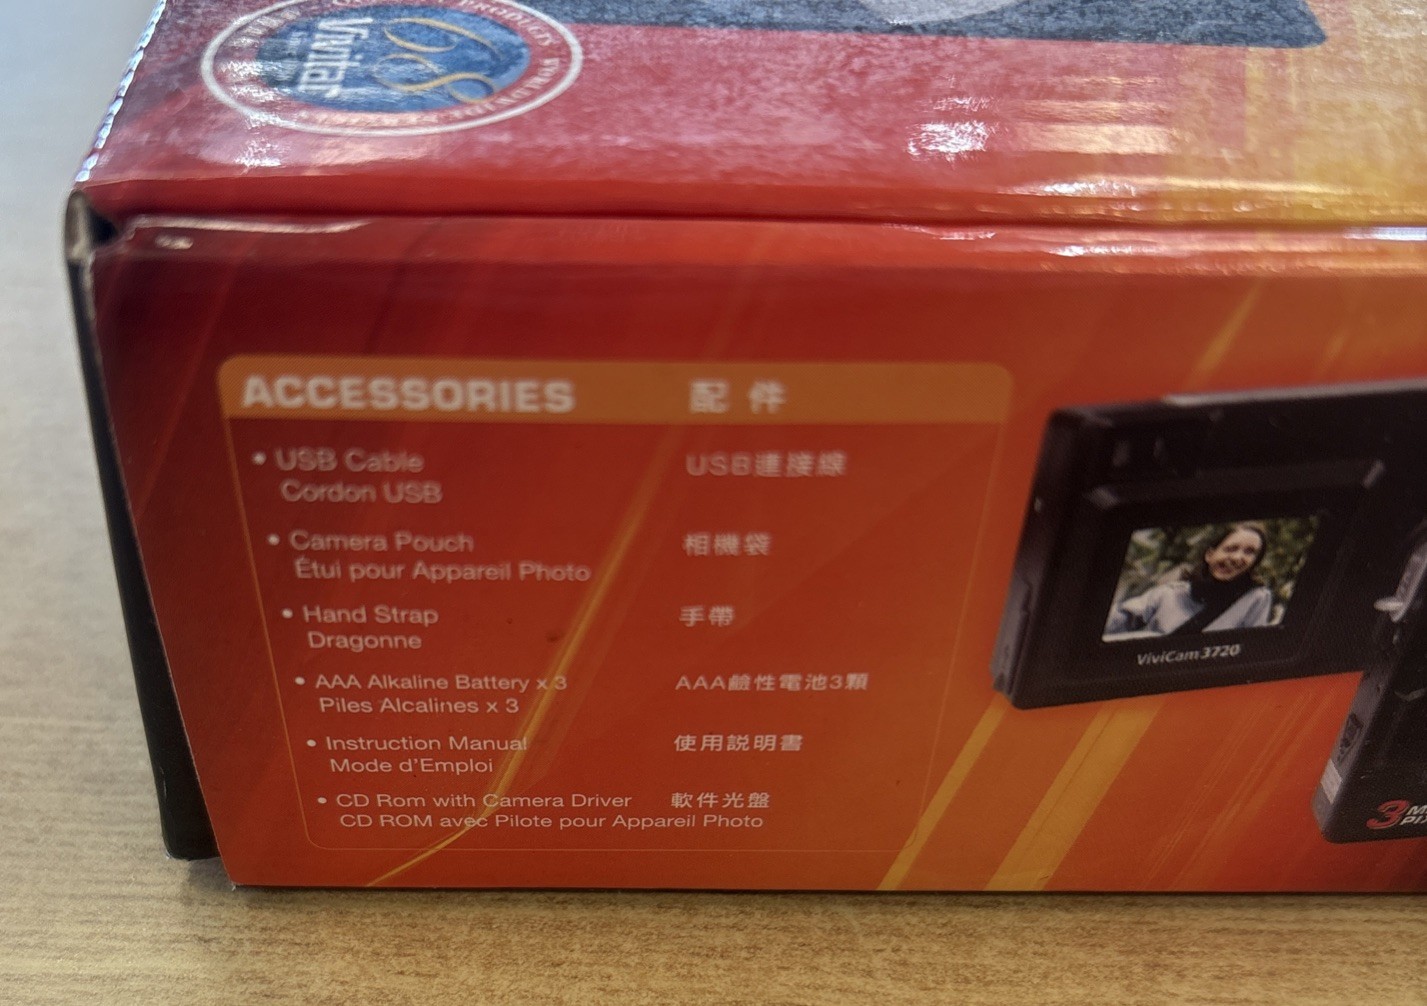 Vivitar
ACCESSORIES 配件
• USB Cable USB連接線
Cordon USB
• Camera Pouch 相機袋
Étui pour Appareil Photo
• Hand Strap 手帶
Dragonne
• AAA Alkaline Battery x 3 AAA鹼性電池3顆
Piles Alcalines x 3
• Instruction Manual 使用説明書
Mode d'Emploi
• CD Rom with Camera Driver 軟件光盤
CD ROM avec Pilote pour Appareil Photo
ViviCam 3720
3